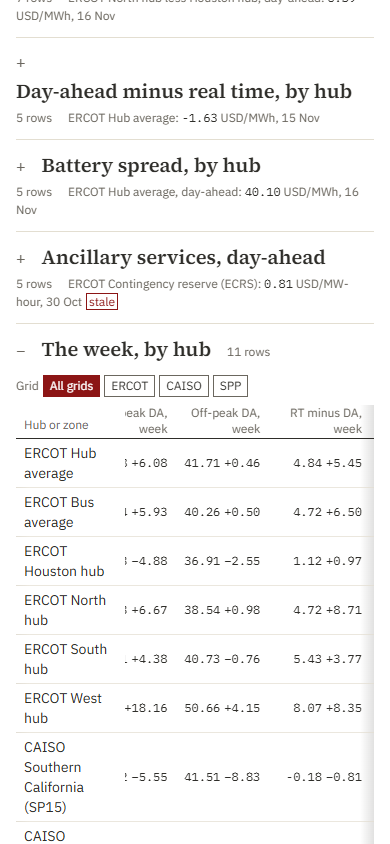 USD/MWh, 16 Nov
+
Day-ahead minus real time, by hub
5 rows ERCOT Hub average: -1.63 USD/MWh, 15 Nov
+ Battery spread, by hub
5 rows ERCOT Hub average, day-ahead: 40.10 USD/MWh, 16
Nov
+ Ancillary services, day-ahead
5 rows ERCOT Contingency reserve (ECRS): 0.81 USD/MW-
hour, 30 Oct stale
− The week, by hub 11 rows
Grid All grids ERCOT CAISO SPP
Hub or zone DA, week Off-peak DA, week RT minus DA, week
ERCOT Hub average +6.08 41.71 +0.46 4.84 +5.45
ERCOT Bus average +5.93 40.26 +0.50 4.72 +6.50
ERCOT Houston hub −4.88 36.91 −2.55 1.12 +0.97
ERCOT North hub +6.67 38.54 +0.98 4.72 +8.71
ERCOT South hub +4.38 40.73 −0.76 5.43 +3.77
ERCOT West hub +18.16 50.66 +4.15 8.07 +8.35
CAISO Southern California (SP15) −5.55 41.51 −8.83 -0.18 −0.81
CAISO